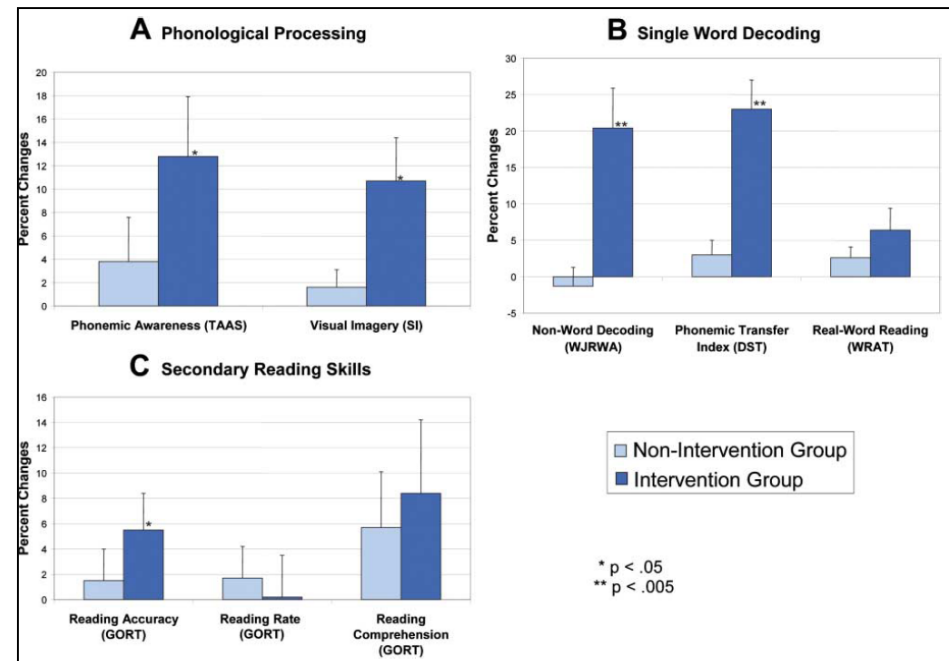 A Phonological Processing
Percent Changes
20
18
16
14
12
10
8
6
4
2
0
*
*
Phonemic Awareness (TAAS)
Visual Imagery (SI)
B Single Word Decoding
Percent Changes
30
25
20
15
10
5
0
-5
**
**
Non-Word Decoding
(WJRWA)
Phonemic Transfer
Index (DST)
Real-Word Reading
(WRAT)
C Secondary Reading Skills
Percent Changes
16
14
12
10
8
6
4
2
0
*
Reading Accuracy
(GORT)
Reading Rate
(GORT)
Reading
Comprehension
(GORT)
Non-Intervention Group
Intervention Group
* p < .05
** p < .005